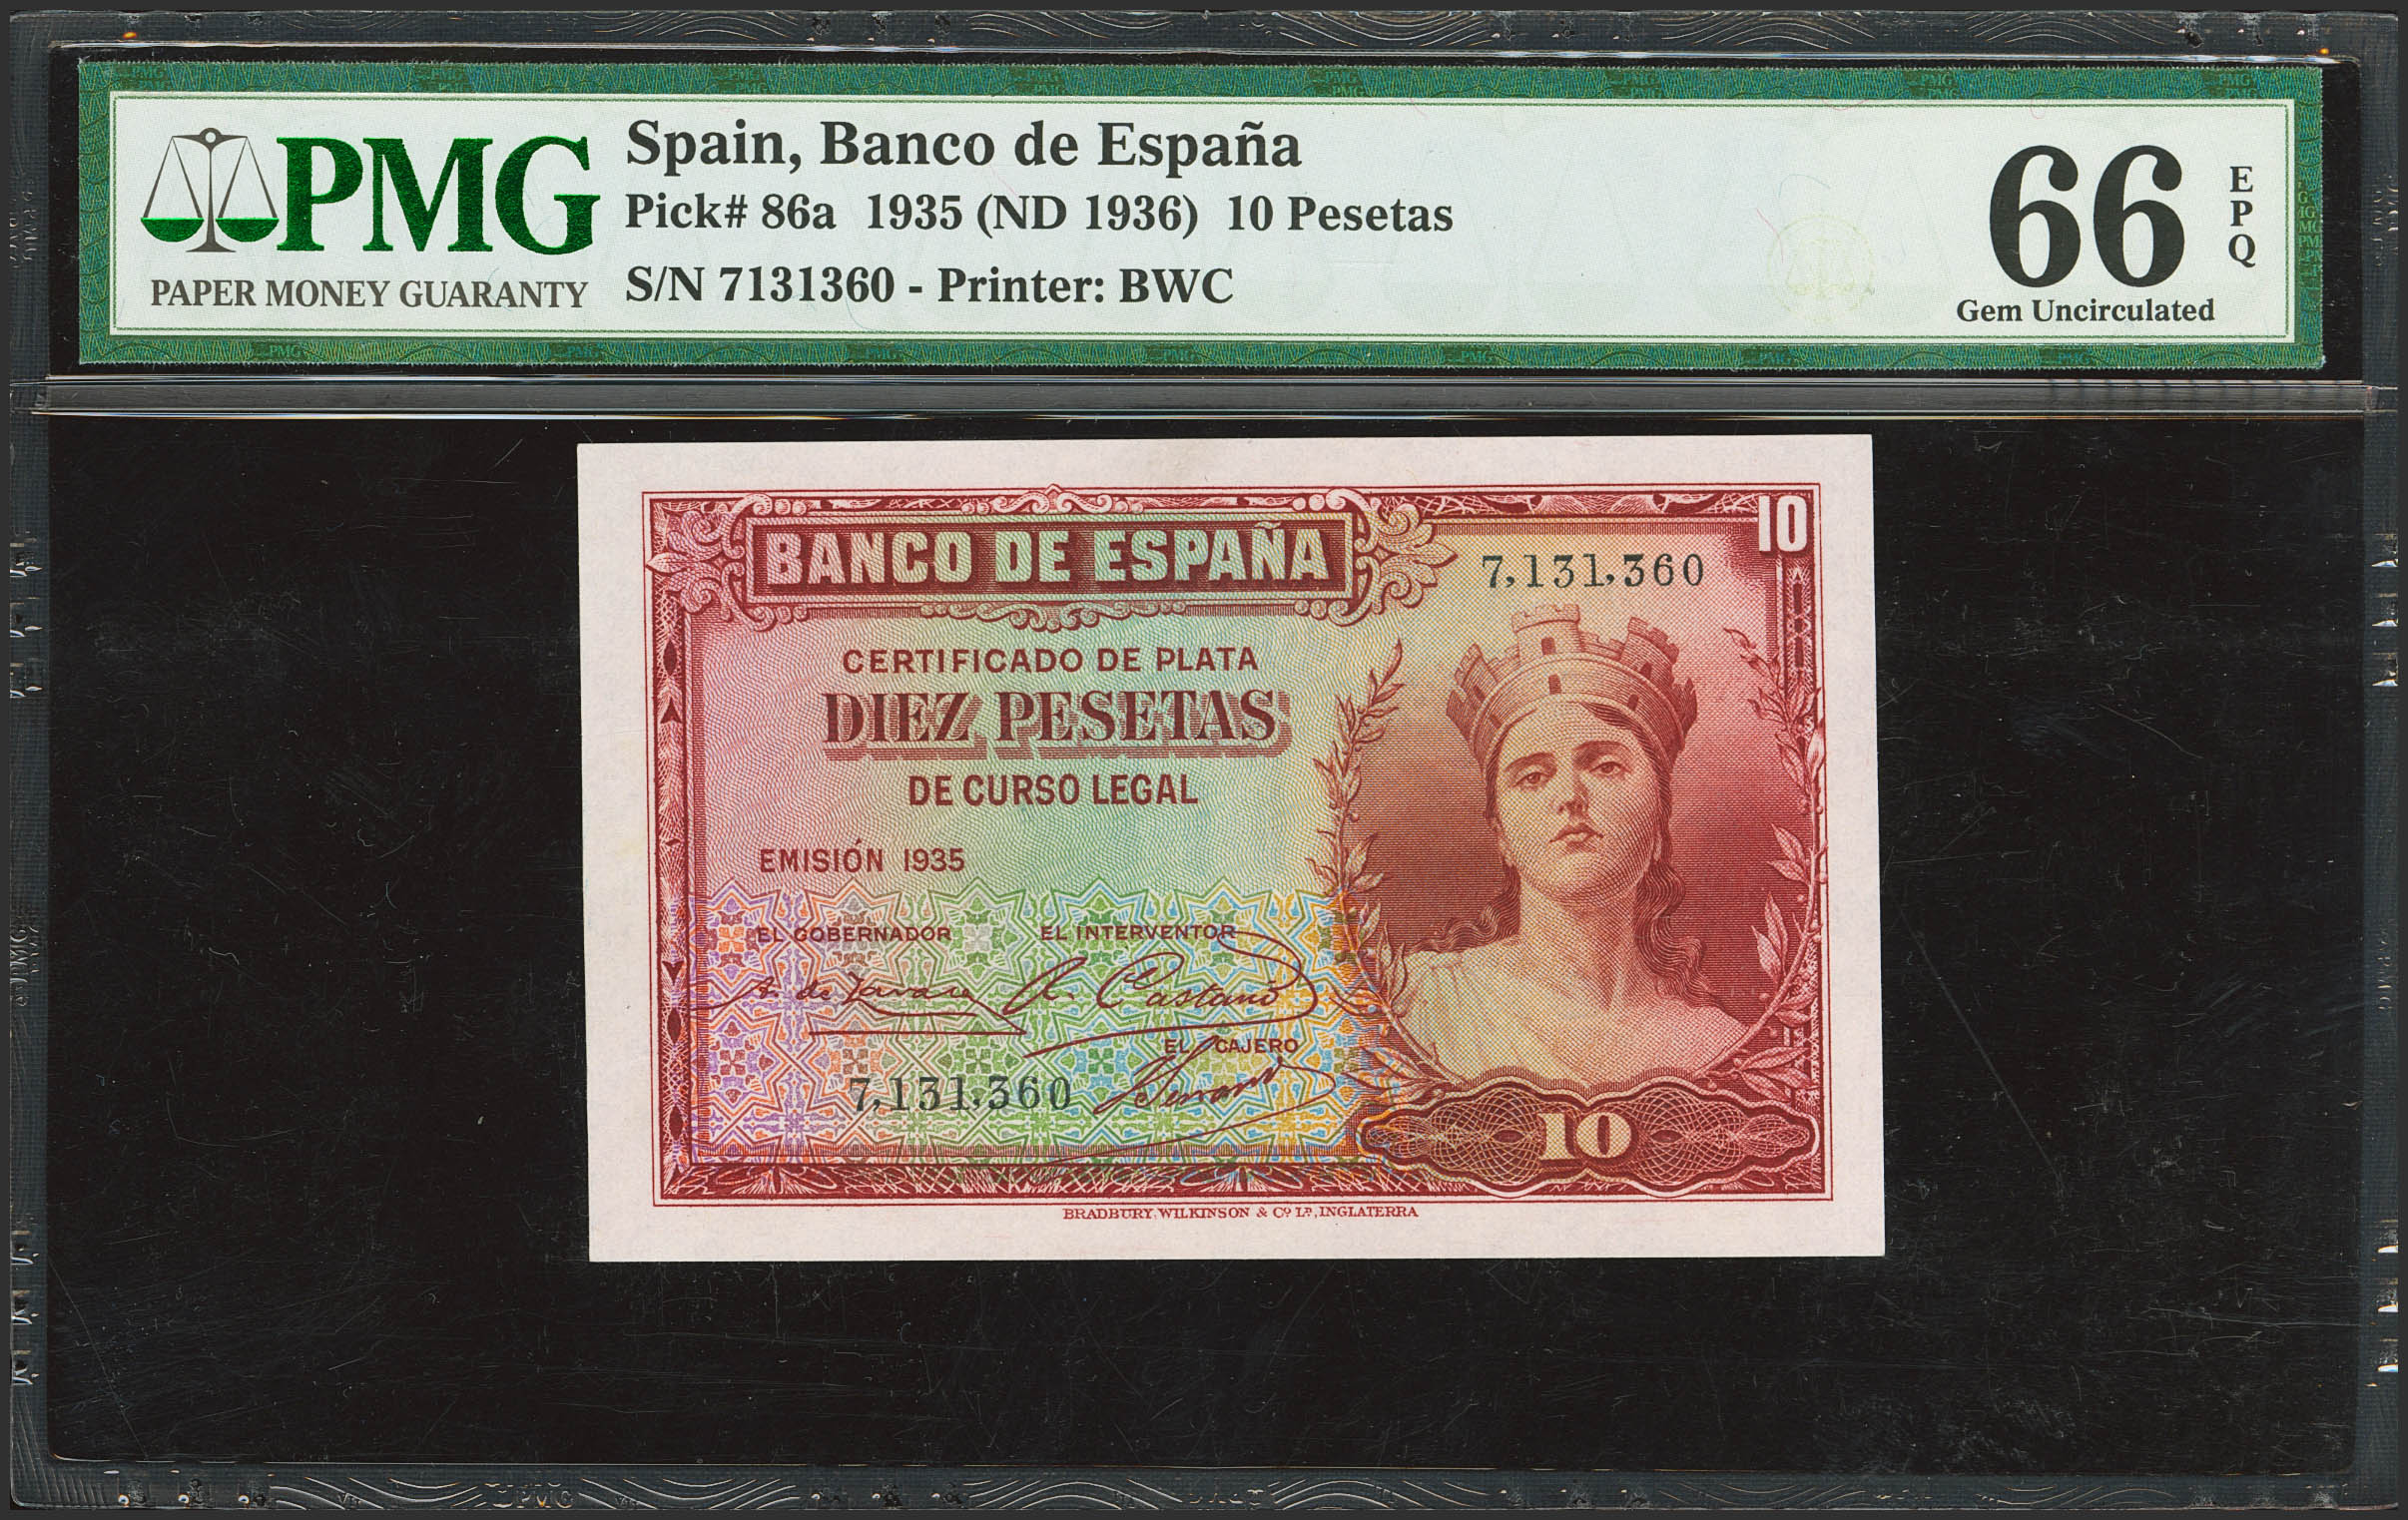 PMG
PAPER MONEY GUARANTY
Spain, Banco de España
Pick# 86a 1935 (ND 1936) 10 Pesetas
S/N 7131360 - Printer: BWC
66
EPQ
Gem Uncirculated
10
BANCO DE ESPAÑA
7,131,360
CERTIFICADO DE PLATA
DIEZ PESETAS
DE CURSO LEGAL
EMISIÓN 1935
EL GOBERNADOR
EL INTERVENTOR
EL CAJERO
7,131,360
10
BRADBURY, WILKINSON & Cº Lᴰ, INGLATERRA